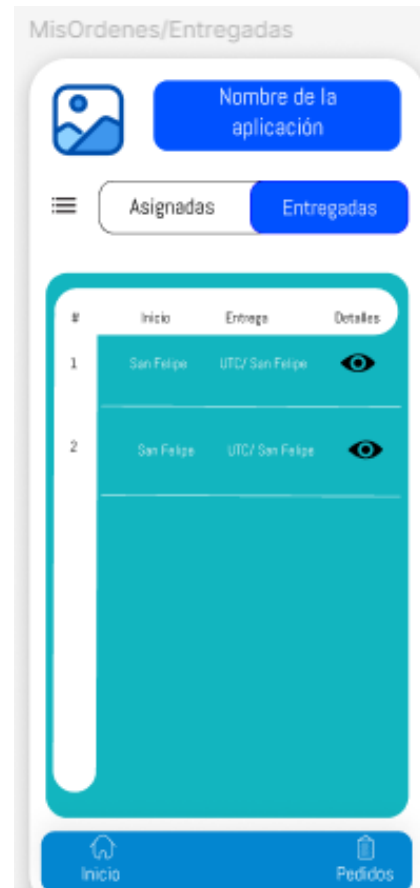 MisOrdenes/Entregadas
Nombre de la
aplicación
Asignadas
Entregadas
# Inicio Entrega Detalles
1 San Felipe UTC/ San Felipe
2 San Felipe UTC/ San Felipe
Inicio
Pedidos